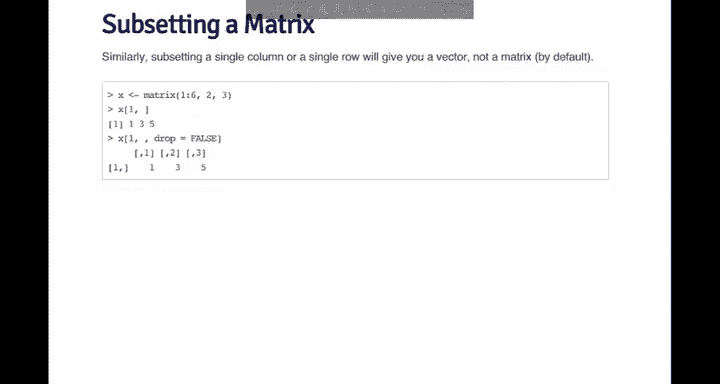 Subsetting a Matrix
Similarly, subsetting a single column or a single row will give you a vector, not a matrix (by default).
> x <- matrix(1:6, 2, 3)
> x[1, ]
[1] 1 3 5
> x[1, , drop = FALSE]
[,1] [,2] [,3]
[1,] 1 3 5